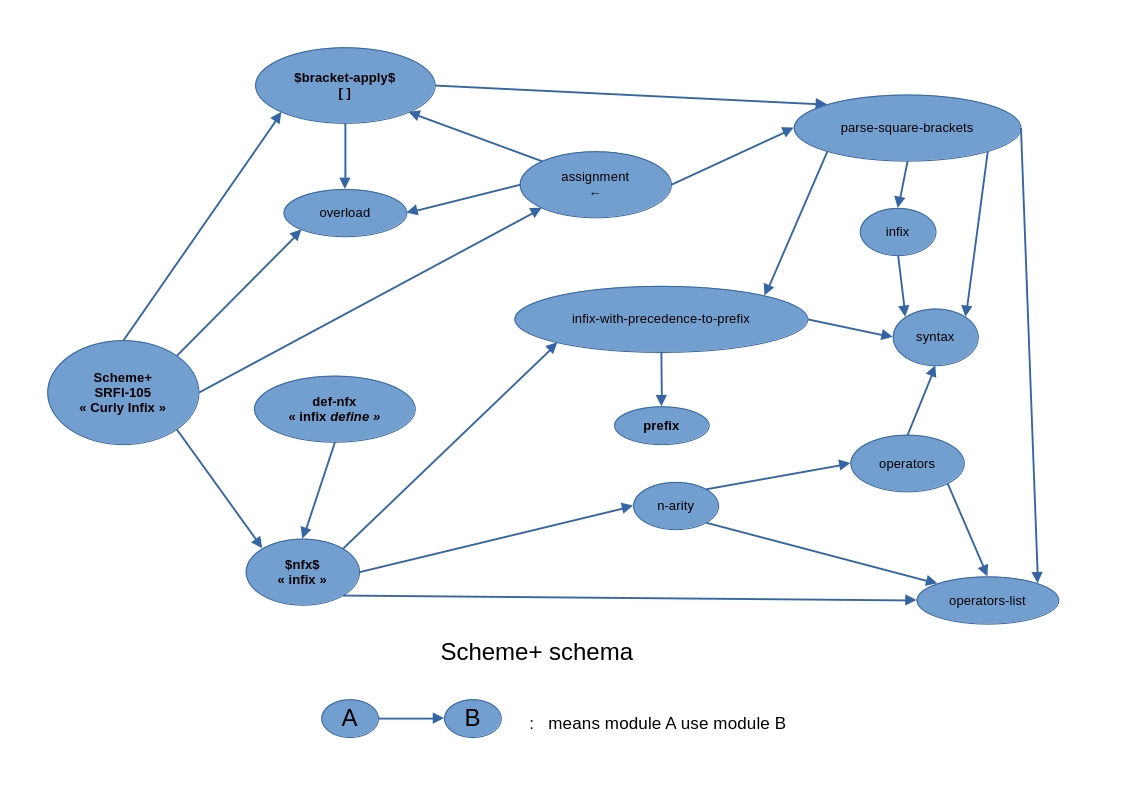 $bracket-apply$
[ ]
parse-square-brackets
assignment
←
overload
infix
infix-with-precedence-to-prefix
syntax
Scheme+
SRFI-105
« Curly Infix »
def-nfx
« infix define »
prefix
operators
n-arity
$nfx$
« infix »
operators-list
Scheme+ schema
A
B
: means module A use module B